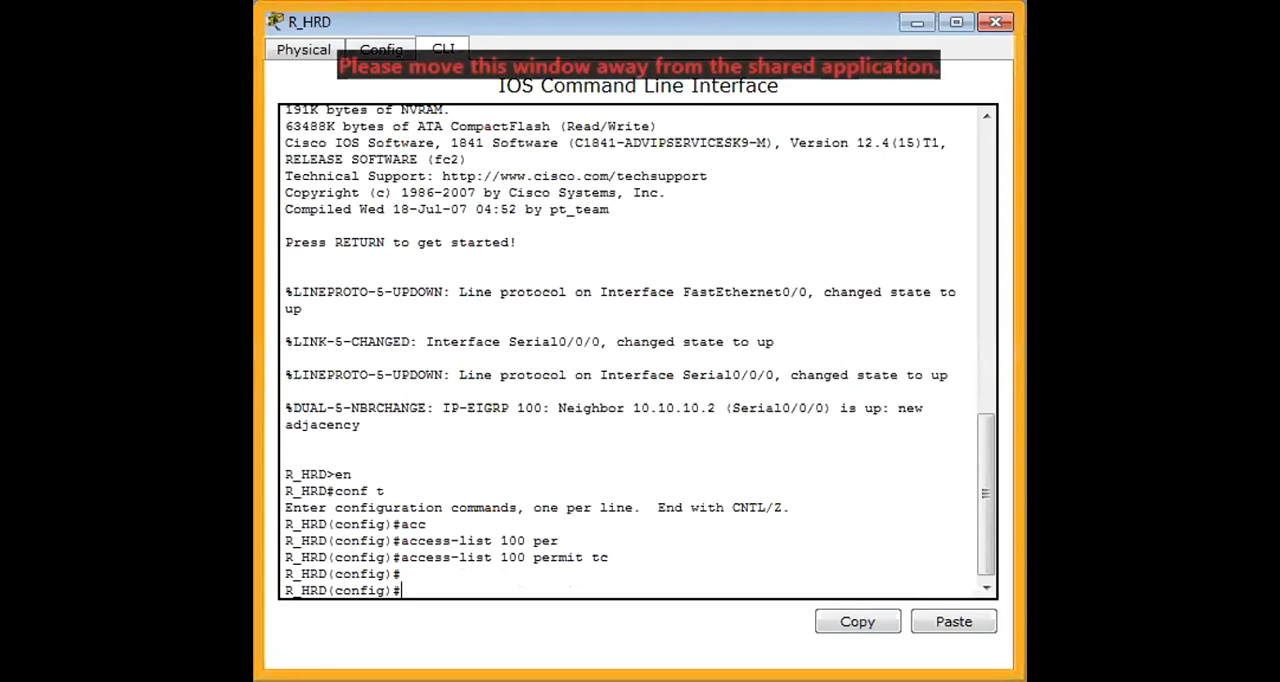 R_HRD
Physical
Config
CLI
Please move this window away from the shared application.
IOS Command Line Interface
191K bytes of NVRAM.
63488K bytes of ATA CompactFlash (Read/Write)
Cisco IOS Software, 1841 Software (C1841-ADVIPSERVICESK9-M), Version 12.4(15)T1,
RELEASE SOFTWARE (fc2)
Technical Support: http://www.cisco.com/techsupport
Copyright (c) 1986-2007 by Cisco Systems, Inc.
Compiled Wed 18-Jul-07 04:52 by pt_team
Press RETURN to get started!
%LINEPROTO-5-UPDOWN: Line protocol on Interface FastEthernet0/0, changed state to
up
%LINK-5-CHANGED: Interface Serial0/0/0, changed state to up
%LINEPROTO-5-UPDOWN: Line protocol on Interface Serial0/0/0, changed state to up
%DUAL-5-NBRCHANGE: IP-EIGRP 100: Neighbor 10.10.10.2 (Serial0/0/0) is up: new
adjacency
R_HRD>en
R_HRD#conf t
Enter configuration commands, one per line.  End with CNTL/Z.
R_HRD(config)#acc
R_HRD(config)#access-list 100 per
R_HRD(config)#access-list 100 permit tc
R_HRD(config)#
R_HRD(config)#
Copy
Paste